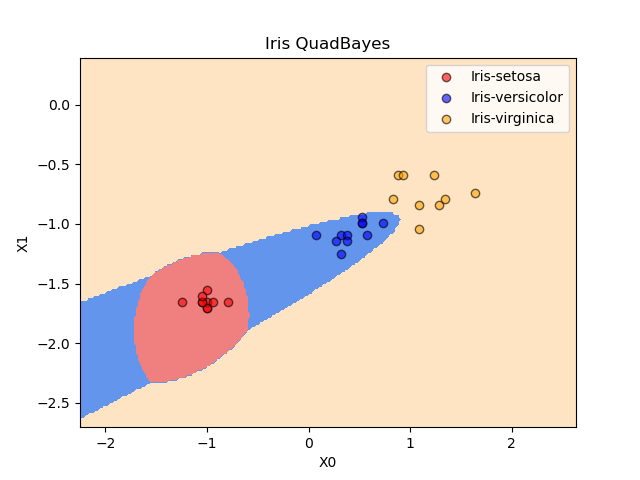 Iris QuadBayes
Iris-setosa
Iris-versicolor
Iris-virginica
0.0
−0.5
−1.0
−1.5
−2.0
−2.5
X1
−2
−1
0
1
2
X0